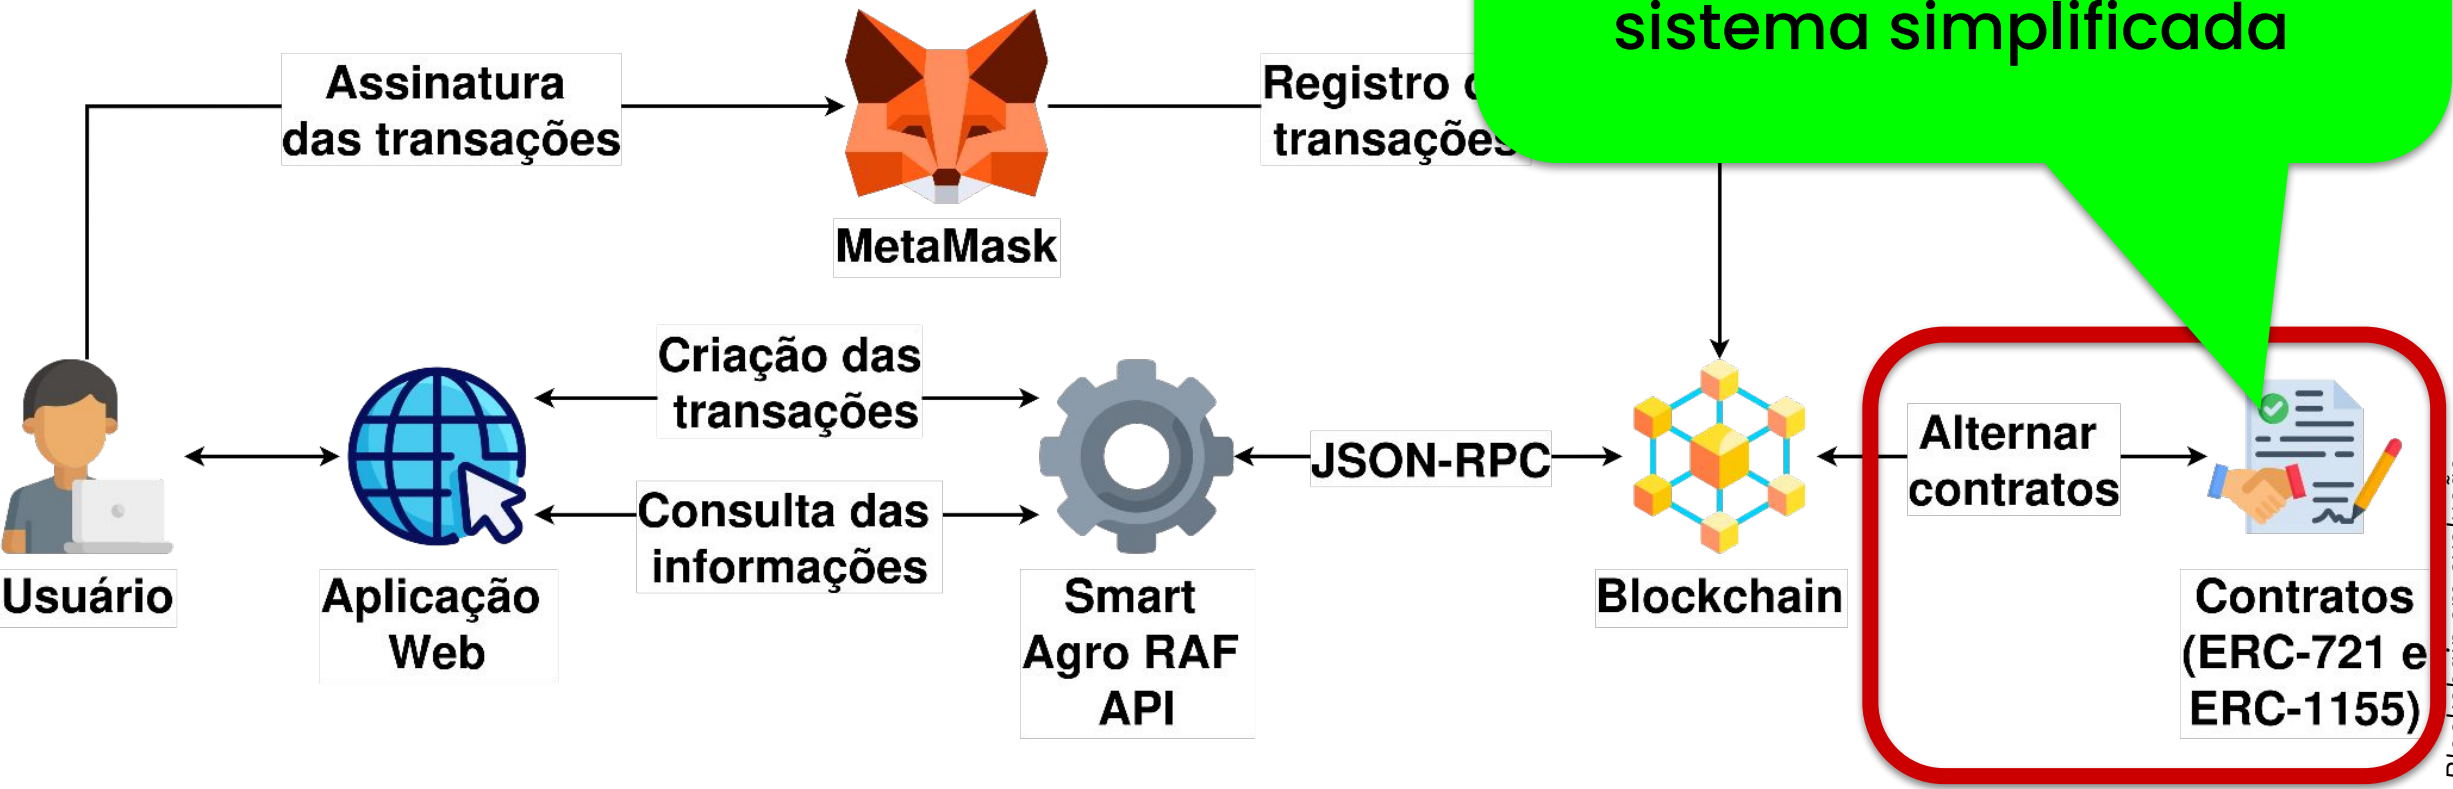 sistema simplificada
Assinatura
das transações
Registro
transações
MetaMask
Criação das
transações
Consulta das
informações
JSON-RPC
Alternar
contratos
Usuário
Aplicação
Web
Smart
Agro RAF
API
Blockchain
Contratos
(ERC-721 e
ERC-1155)